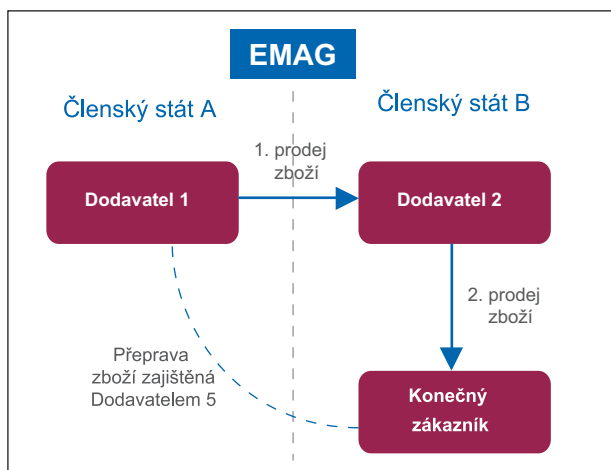 EMAG
Členský stát A
Členský stát B
1. prodej
zboží
Dodavatel 1
Dodavatel 2
2. prodej
zboží
Přeprava
zboží zajištěná
Dodavatelem 5
Konečný
zákazník